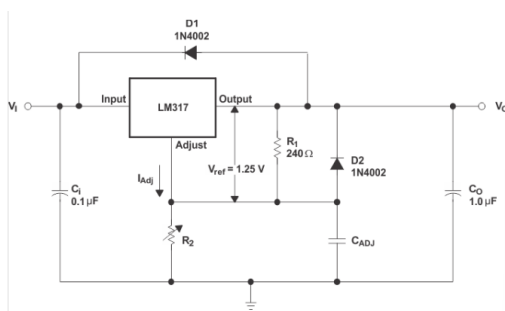 D1
1N4002
VI
Input
LM317
Output
VO
Adjust
R1
240 Ω
D2
1N4002
Vref = 1.25 V
IAdj
Ci
0.1 µF
CO
1.0 µF
R2
CADJ